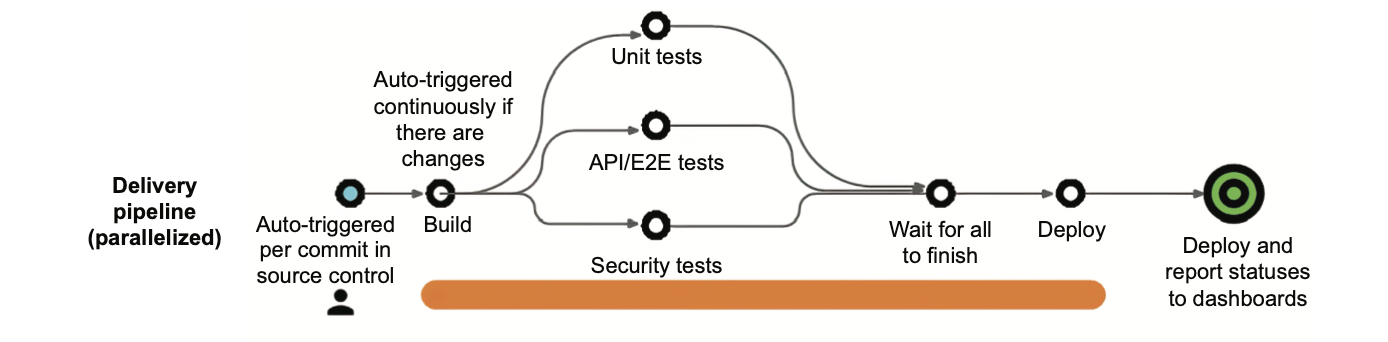 Delivery
pipeline
(parallelized)
Auto-triggered
per commit in
source control
Auto-triggered
continuously if
there are
changes
Build
Unit tests
API/E2E tests
Security tests
Wait for all
to finish
Deploy
Deploy and
report statuses
to dashboards